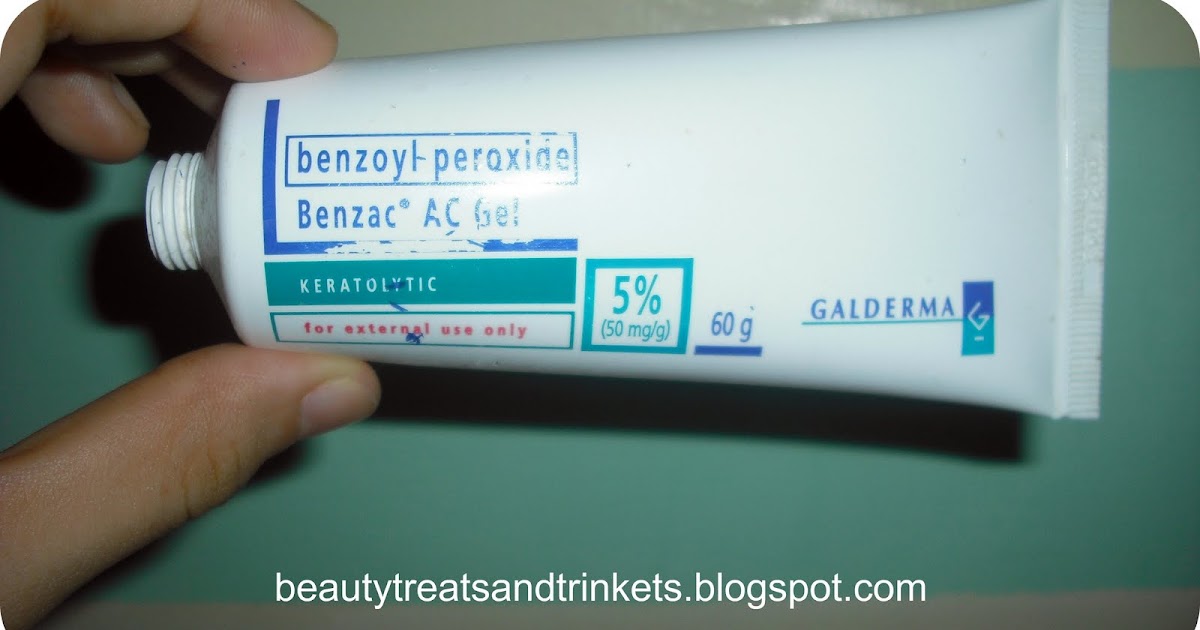 benzoyl peroxide
Benzac® AC Gel
KERATOLYTIC
for external use only
5%
(50 mg/g)
60 g
GALDERMA
G
beautytreatsandtrinkets.blogspot.com